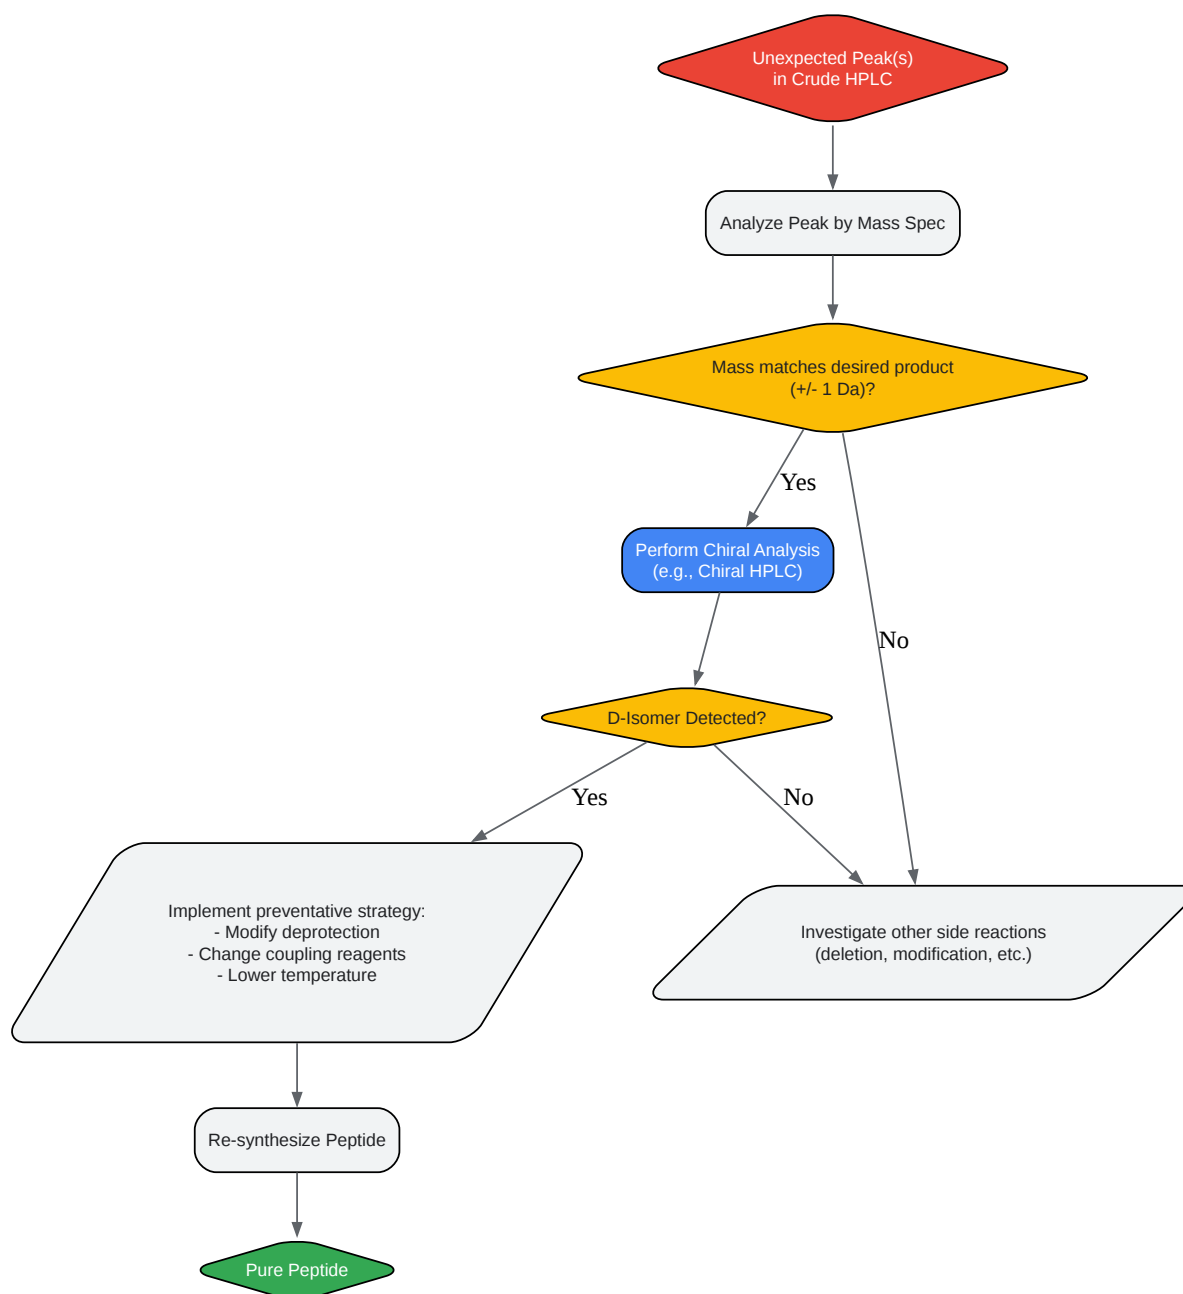 Unexpected Peak(s)
in Crude HPLC
Analyze Peak by Mass Spec
Mass matches desired product
(+/- 1 Da)?
Yes
Perform Chiral Analysis
(e.g., Chiral HPLC)
No
D-Isomer Detected?
Yes
No
Implement preventative strategy:
- Modify deprotection
- Change coupling reagents
- Lower temperature
Investigate other side reactions
(deletion, modification, etc.)
Re-synthesize Peptide
Pure Peptide